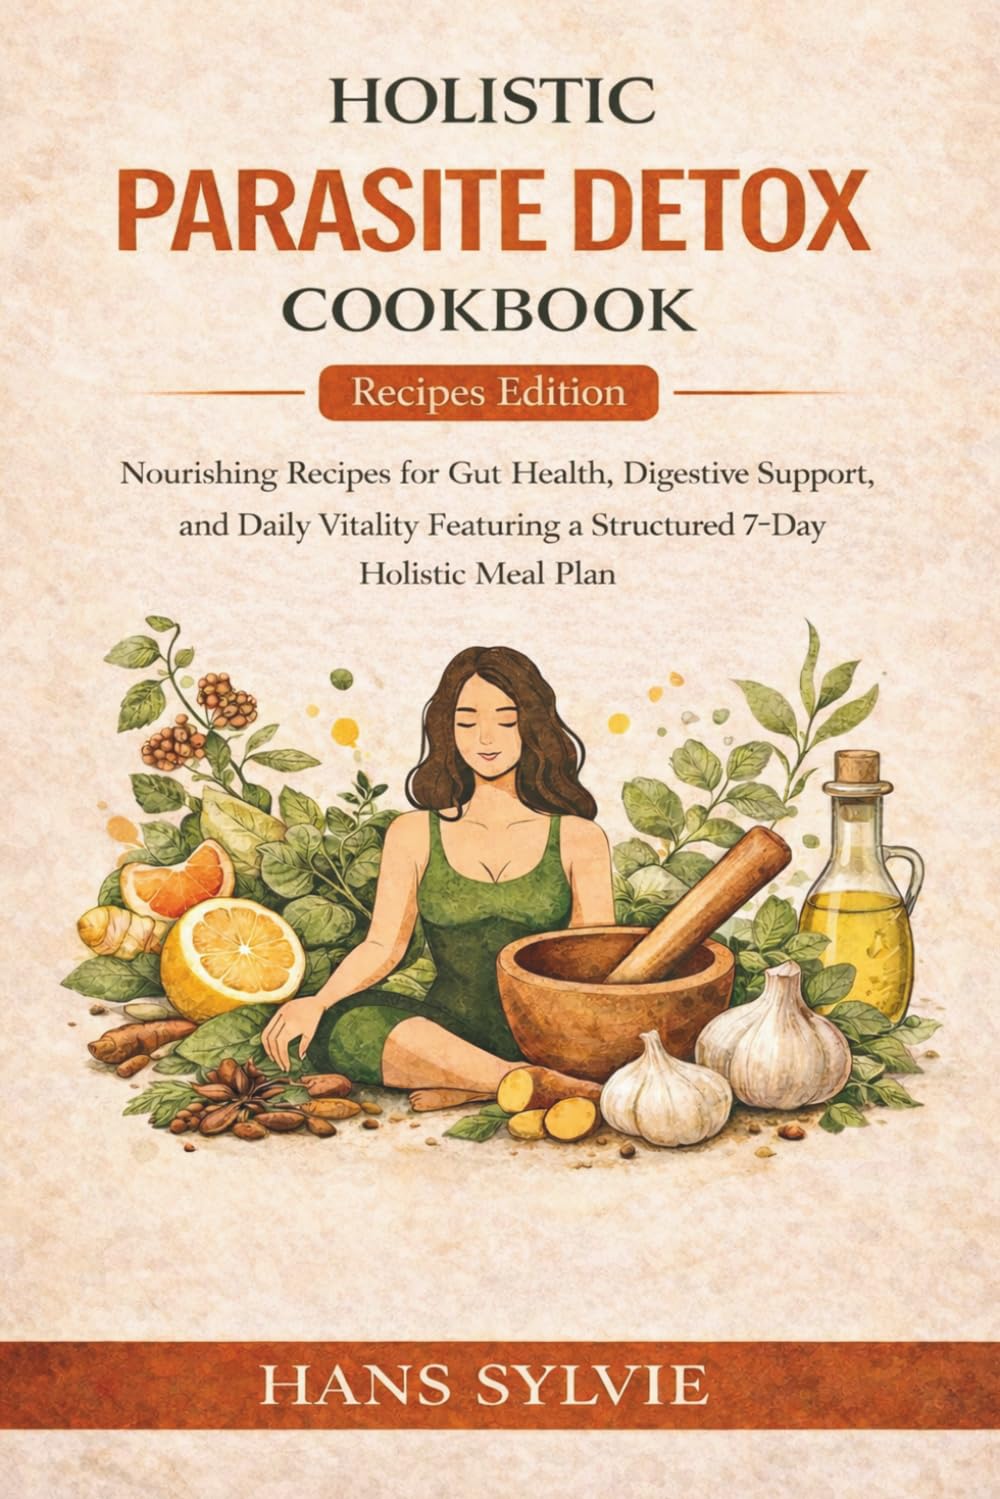 HOLISTIC
PARASITE DETOX
COOKBOOK
Recipes Edition
Nourishing Recipes for Gut Health, Digestive Support,
and Daily Vitality Featuring a Structured 7-Day
Holistic Meal Plan
HANS SYLVIE